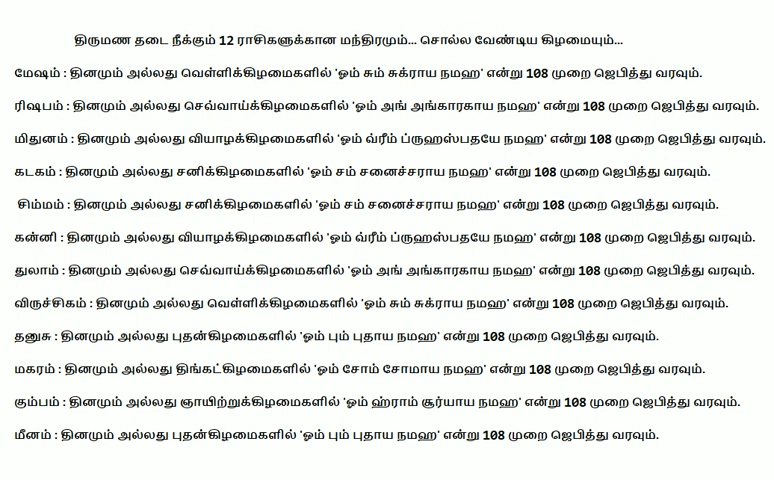 திருமண தடை நீக்கும் 12 ராசிகளுக்கான மந்திரமும்... சொல்ல வேண்டிய கிழமையும்...
மேஷம் : தினமும் அல்லது வெள்ளிக்கிழமைகளில் 'ஓம் சும் சுக்ராய நமஹ' என்று 108 முறை ஜெபித்து வரவும்.
ரிஷபம் : தினமும் அல்லது செவ்வாய்க்கிழமைகளில் 'ஓம் அங் அங்காரகாய நமஹ' என்று 108 முறை ஜெபித்து வரவும்.
மிதுனம் : தினமும் அல்லது வியாழக்கிழமைகளில் 'ஓம் வ்ரீம் ப்ருஹஸ்பதயே நமஹ' என்று 108 முறை ஜெபித்து வரவும்.
கடகம் : தினமும் அல்லது சனிக்கிழமைகளில் 'ஓம் சம் சனைச்சராய நமஹ' என்று 108 முறை ஜெபித்து வரவும்.
சிம்மம் : தினமும் அல்லது சனிக்கிழமைகளில் 'ஓம் சம் சனைச்சராய நமஹ' என்று 108 முறை ஜெபித்து வரவும்.
கன்னி : தினமும் அல்லது வியாழக்கிழமைகளில் 'ஓம் வ்ரீம் ப்ருஹஸ்பதயே நமஹ' என்று 108 முறை ஜெபித்து வரவும்.
துலாம் : தினமும் அல்லது செவ்வாய்க்கிழமைகளில் 'ஓம் அங் அங்காரகாய நமஹ' என்று 108 முறை ஜெபித்து வரவும்.
விருச்சிகம் : தினமும் அல்லது வெள்ளிக்கிழமைகளில் 'ஓம் சும் சுக்ராய நமஹ' என்று 108 முறை ஜெபித்து வரவும்.
தனுசு : தினமும் அல்லது புதன்கிழமைகளில் 'ஓம் பும் புதாய நமஹ' என்று 108 முறை ஜெபித்து வரவும்.
மகரம் : தினமும் அல்லது திங்கட்கிழமைகளில் 'ஓம் சோம் சோமாய நமஹ' என்று 108 முறை ஜெபித்து வரவும்.
கும்பம் : தினமும் அல்லது ஞாயிற்றுக்கிழமைகளில் 'ஓம் ஹ்ராம் சூர்யாய நமஹ' என்று 108 முறை ஜெபித்து வரவும்.
மீனம் : தினமும் அல்லது புதன்கிழமைகளில் 'ஓம் பும் புதாய நமஹ' என்று 108 முறை ஜெபித்து வரவும்.